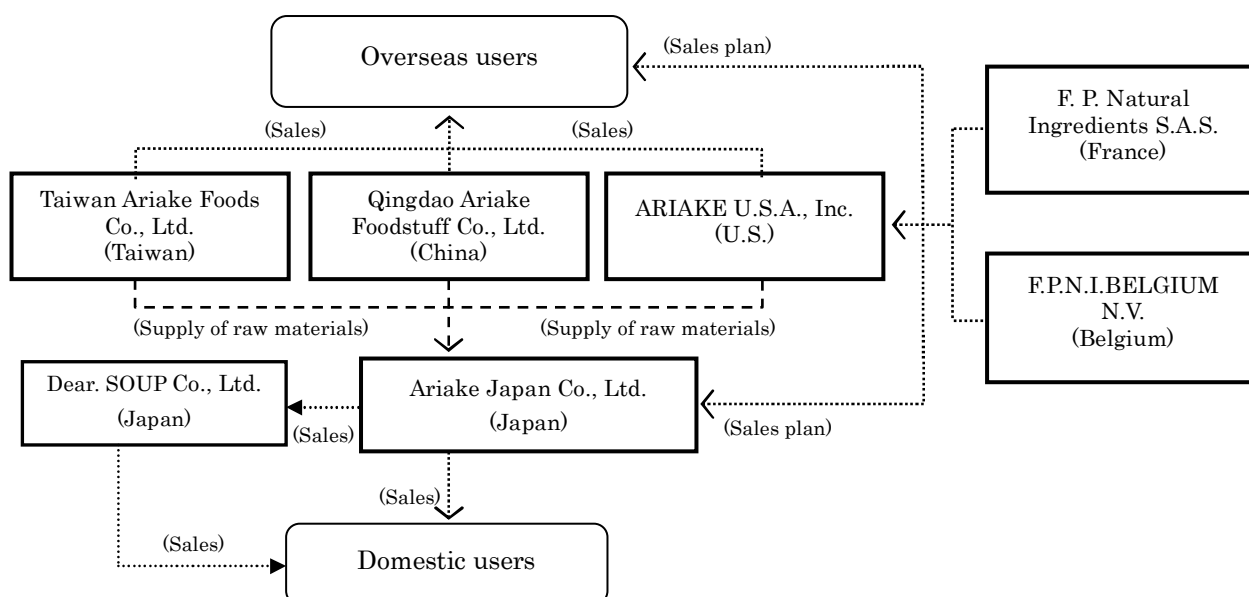 Overseas users
(Sales plan)
(Sales)
(Sales)
F. P. Natural
Ingredients S.A.S.
(France)
Taiwan Ariake Foods
Co., Ltd.
(Taiwan)
Qingdao Ariake
Foodstuff Co., Ltd.
(China)
ARIAKE U.S.A., Inc.
(U.S.)
F.P.N.I.BELGIUM
N.V.
(Belgium)
(Supply of raw materials)
(Supply of raw materials)
Dear. SOUP Co., Ltd.
(Japan)
(Sales)
Ariake Japan Co., Ltd.
(Japan)
(Sales plan)
(Sales)
(Sales)
Domestic users